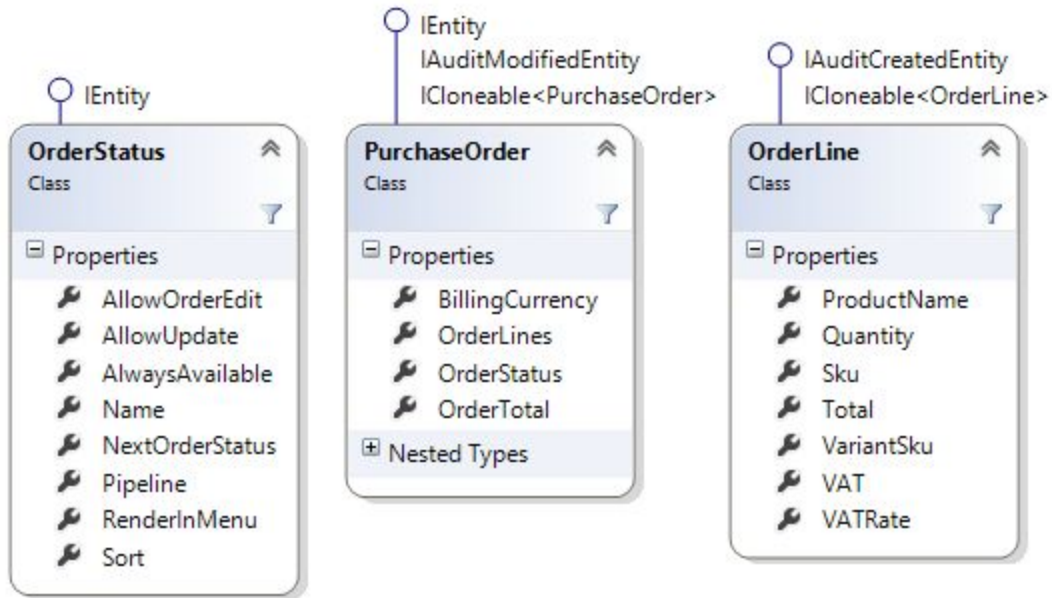 IEntity
OrderStatus
Class
Properties
AllowOrderEdit
AllowUpdate
AlwaysAvailable
Name
NextOrderStatus
Pipeline
RenderInMenu
Sort
IEntity
IAuditModifiedEntity
ICloneable<PurchaseOrder>
PurchaseOrder
Class
Properties
BillingCurrency
OrderLines
OrderStatus
OrderTotal
Nested Types
IAuditCreatedEntity
ICloneable<OrderLine>
OrderLine
Class
Properties
ProductName
Quantity
Sku
Total
VariantSku
VAT
VATRate